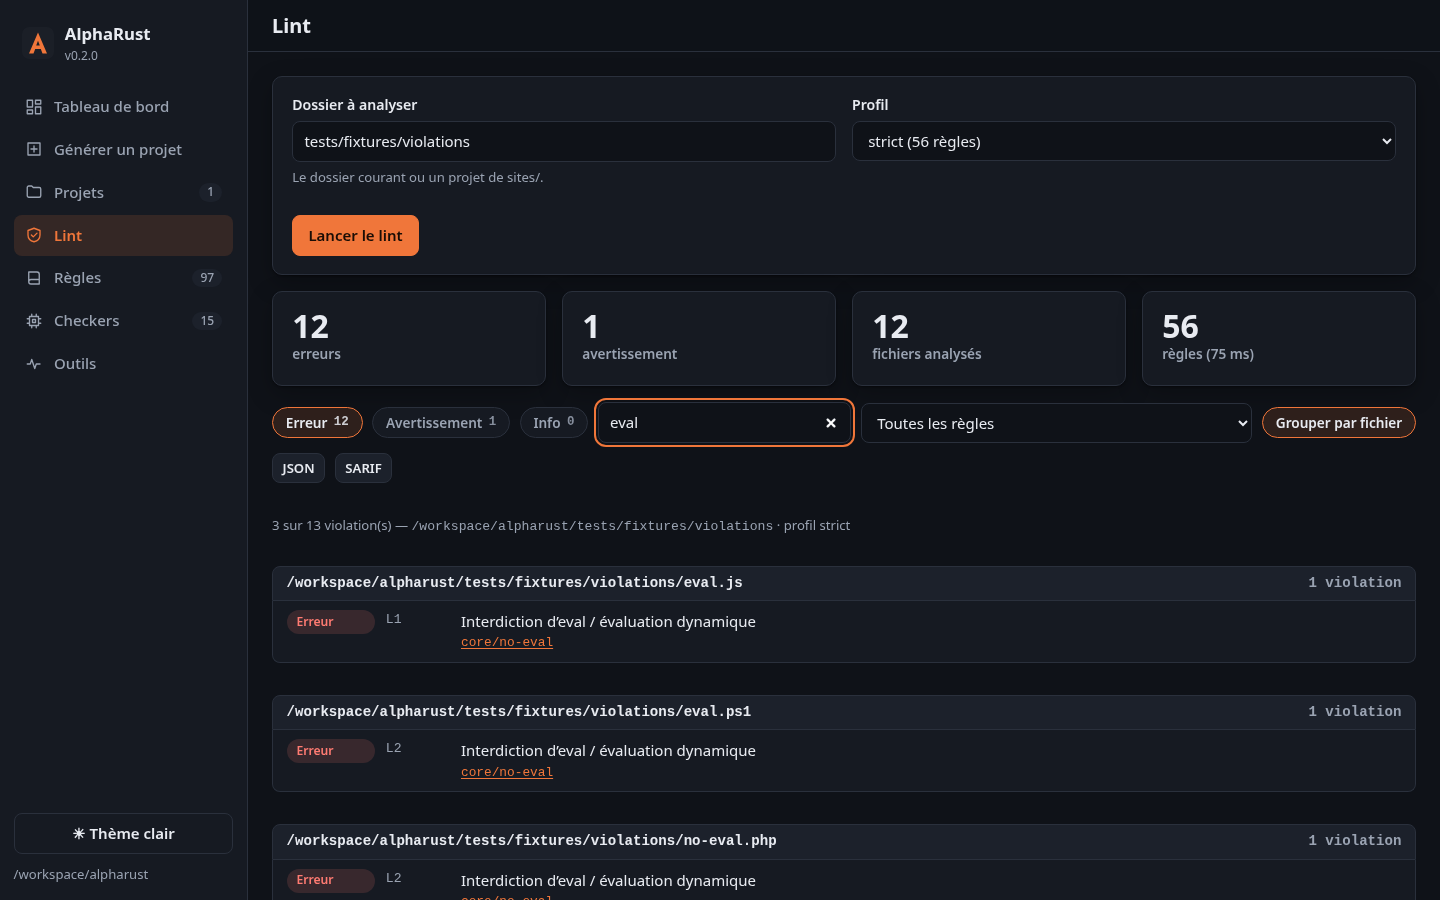 AlphaRust
v0.2.0
Tableau de bord
Générer un projet
Projets 1
Lint
Règles 97
Checkers 15
Outils
☀ Thème clair
/workspace/alpharust
Lint
Dossier à analyser
tests/fixtures/violations
Le dossier courant ou un projet de sites/.
Profil
strict (56 règles)
Lancer le lint
12
erreurs
1
avertissement
12
fichiers analysés
56
règles (75 ms)
Erreur 12 Avertissement 1 Info 0 eval Toutes les règles Grouper par fichier
JSON SARIF
3 sur 13 violation(s) — /workspace/alpharust/tests/fixtures/violations · profil strict
/workspace/alpharust/tests/fixtures/violations/eval.js 1 violation
Erreur L1 Interdiction d’eval / évaluation dynamique
core/no-eval
/workspace/alpharust/tests/fixtures/violations/eval.ps1 1 violation
Erreur L2 Interdiction d’eval / évaluation dynamique
core/no-eval
/workspace/alpharust/tests/fixtures/violations/no-eval.php 1 violation
Erreur L2 Interdiction d’eval / évaluation dynamique